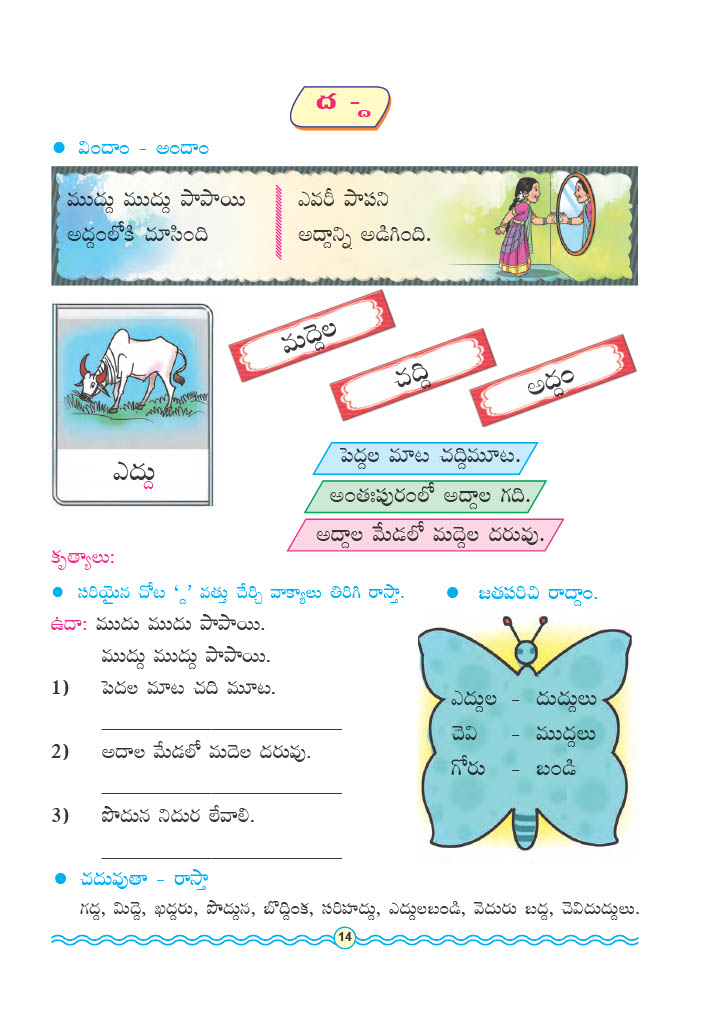 ద -ద్ద
విందాం - అందాం
ముద్దు ముద్దు పాపాయి
అద్దంలోకి చూసింది
ఎవరీ పాపని
అద్దాన్ని అడిగింది.
మద్దెల
చద్ది
అద్దం
ఎద్దు
పెద్దల మాట చద్దిమూట.
అంతఃపురంలో అద్దాల గది.
అద్దాల మేడలో మద్దెల దరువు.
కృత్యాలు:
సరియైన చోట ‘్ద’ వత్తు చేర్చి వాక్యాలు తిరిగి రాస్తా.
ఉదా: ముదు ముదు పాపాయి.
ముద్దు ముద్దు పాపాయి.
1) పెదల మాట చది మూట.
2) అదాల మేడలో మదెల దరువు.
3) పొదున నిదుర లేవాలి.
జతపరిచి రాద్దాం.
ఎద్దుల - దుద్దులు
చెవి - ముద్దలు
గోరు - బండి
చదువుతా - రాస్తా
గద్ద, మిద్దె, ఖద్దరు, పొద్దున, బొద్దింక, సరిహద్దు, ఎద్దులబండి, వెదురు బద్ద, చెవిదుద్దులు.
14